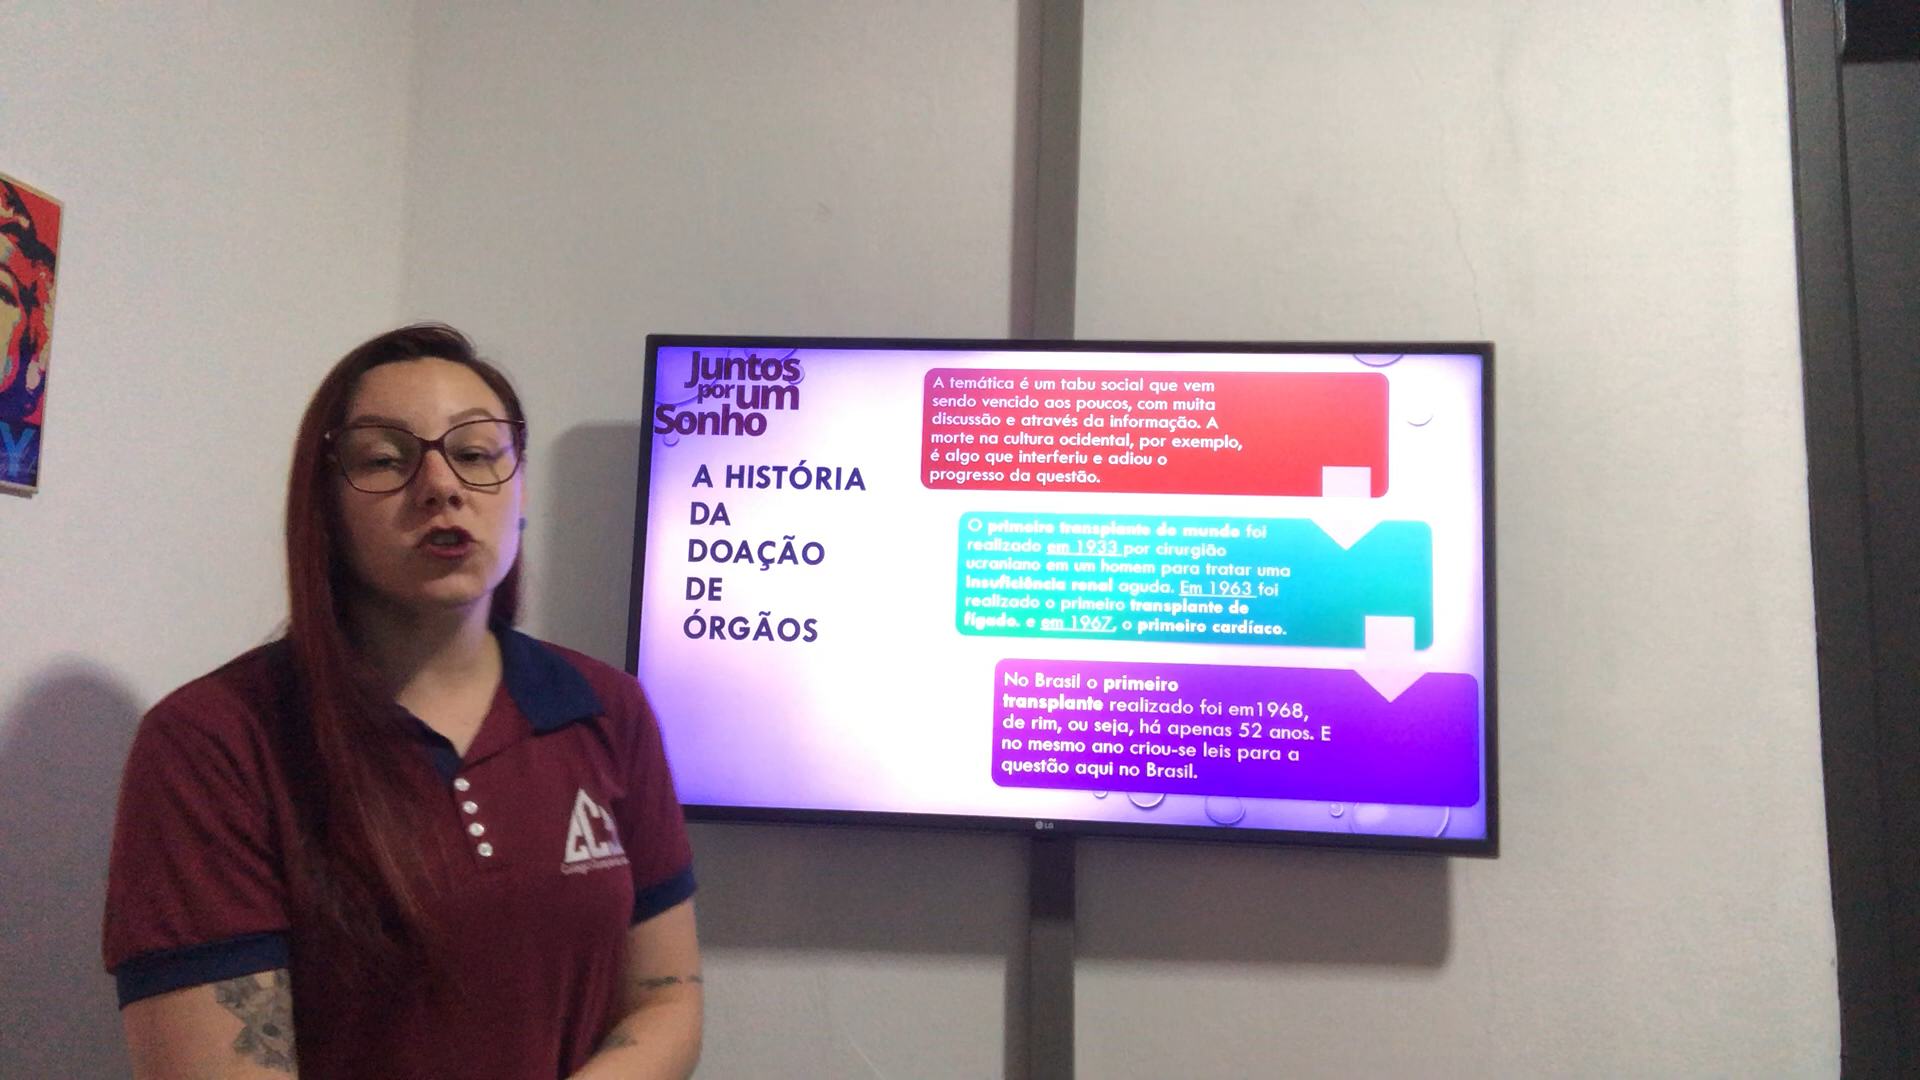 Juntos
por um
Sonho
A HISTÓRIA
DA
DOAÇÃO
DE
ÓRGÃOS
A temática é um tabu social que vem
sendo vencido aos poucos, com muita
discussão e através da informação. A
morte na cultura ocidental, por exemplo,
é algo que interferiu e adiou o
progresso da questão.
O primeiro transplante do mundo foi
realizado em 1933 por cirurgião
ucraniano em um homem para tratar uma
insuficiência renal aguda. Em 1963 foi
realizado o primeiro transplante de
fígado. e em 1967, o primeiro cardíaco.
No Brasil o primeiro
transplante realizado foi em1968,
de rim, ou seja, há apenas 52 anos. E
no mesmo ano criou-se leis para a
questão aqui no Brasil.
LG
Y